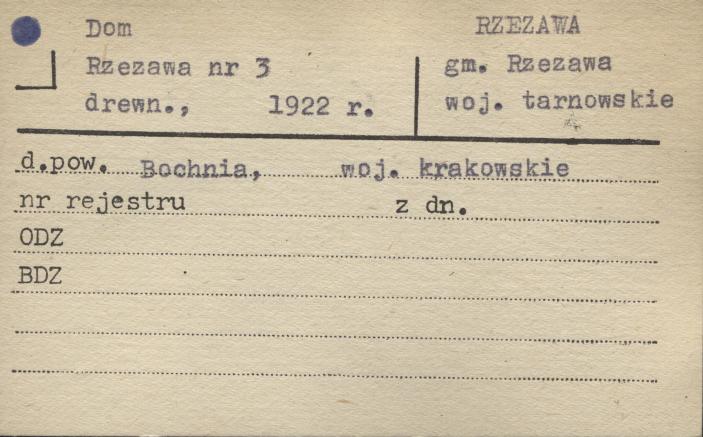 Dom
Rzezawa nr 3
drewn., 1922 r.
RZEZAWA
gm. Rzezawa
woj. tarnowskie
d.pow. Bochnia, woj. krakowskie
nr rejestru z dn.
ODZ
BDZ